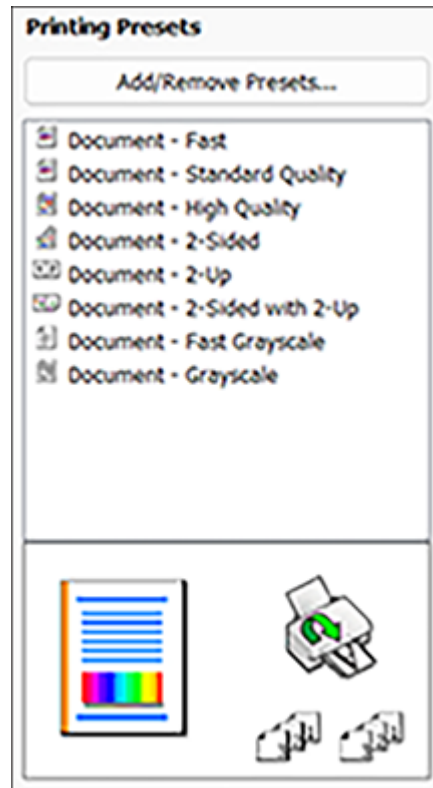 Printing Presets
Add/Remove Presets...
Document - Fast
Document - Standard Quality
Document - High Quality
Document - 2-Sided
Document - 2-Up
Document - 2-Sided with 2-Up
Document - Fast Grayscale
Document - Grayscale